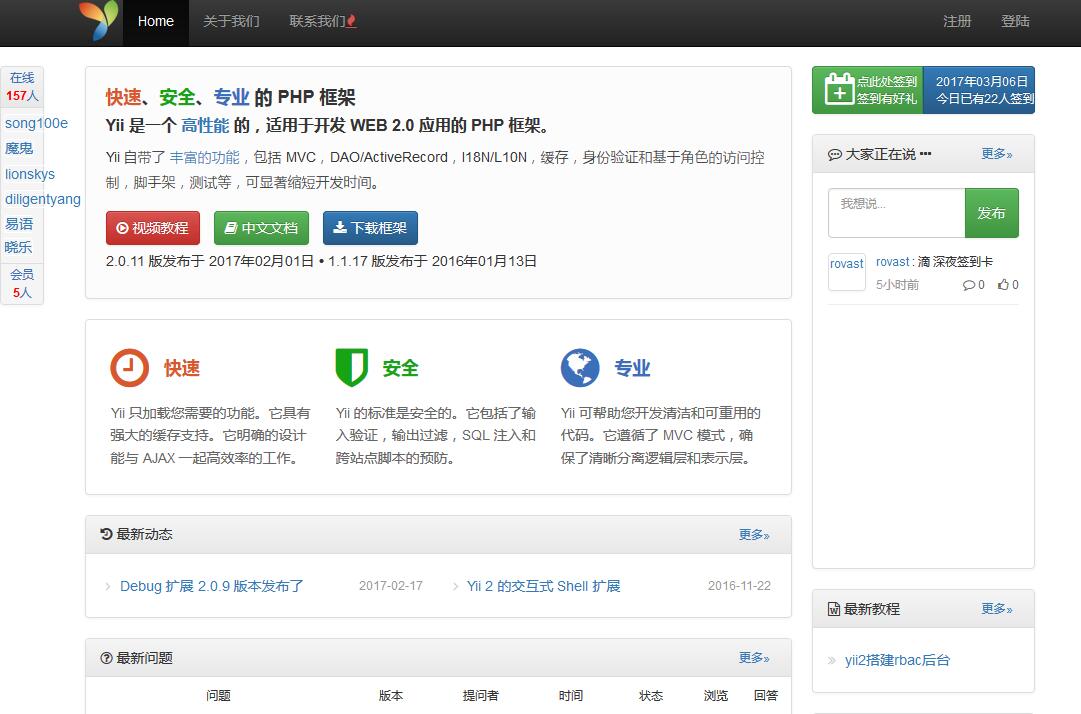 Home 关于我们 联系我们 注册 登陆
在线
157人
song100e
魔鬼
lionskys
diligentyang
易语
晓乐
会员
5人
快速、安全、专业 的 PHP 框架
Yii 是一个 高性能 的，适用于开发 WEB 2.0 应用的 PHP 框架。
Yii 自带了 丰富的功能，包括 MVC，DAO/ActiveRecord，I18N/L10N，缓存，身份验证和基于角色的访问控
制，脚手架，测试等，可显著缩短开发时间。
视频教程 中文文档 下载框架
2.0.11 版发布于 2017年02月01日 • 1.1.17 版发布于 2016年01月13日
快速
Yii 只加载您需要的功能。它具有
强大的缓存支持。它明确的设计
能与 AJAX 一起高效率的工作。
安全
Yii 的标准是安全的。它包括了输
入验证，输出过滤，SQL 注入和
跨站点脚本的预防。
专业
Yii 可帮助您开发清洁和可重用的
代码。它遵循了 MVC 模式，确
保了清晰分离逻辑层和表示层。
最新动态 更多»
Debug 扩展 2.0.9 版本发布了 2017-02-17 Yii 2 的交互式 Shell 扩展 2016-11-22
最新问题 更多»
问题 版本 提问者 时间 状态 浏览 回答
点此处签到
签到有好礼
2017年03月06日
今日已有22人签到
大家正在说 ••• 更多»
我想说... 发布
rovast
rovast : 滴 深夜签到卡
5小时前 0 0
最新教程 更多»
yii2搭建rbac后台